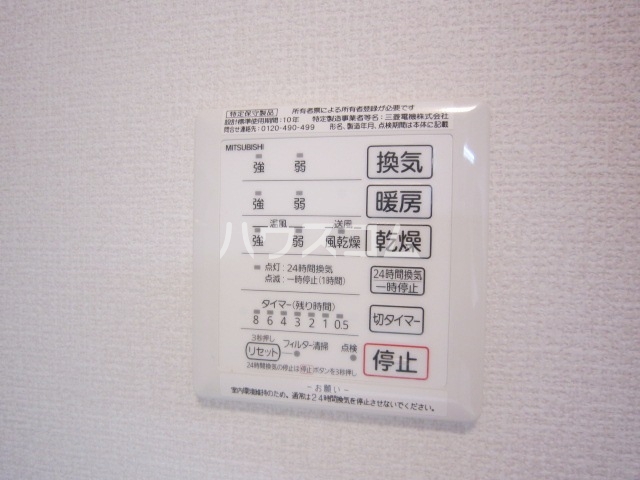 特定保守製品 所有者票による所有者登録が必要です
設計標準使用期間:10年 特定製造事業者等名:三菱電機株式会社
問合せ連絡先:0120-490-499 形名、製造年月、点検期間は本体に記載
MITSUBISHI
強 弱 換気
強 弱 暖房
温風 送風
強 弱 風乾燥 乾燥
ハウスコム
点灯:24時間換気
点滅:一時停止(1時間)
24時間換気
一時停止
タイマー(残り時間)
8 6 4 3 2 1 0.5 切タイマー
3秒押し
リセット フィルター清掃 点検 停止
24時間換気の停止は停止ボタンを3秒押し
-お願い-
室内環境維持のため、通常は24時間換気を停止させないでください。